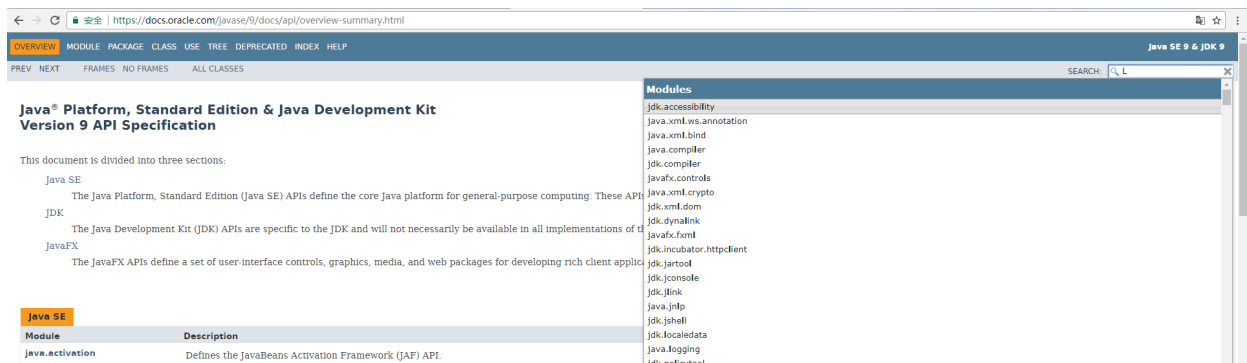 安全 | https://docs.oracle.com/javase/9/docs/api/overview-summary.html
OVERVIEW MODULE PACKAGE CLASS USE TREE DEPRECATED INDEX HELP
Java SE 9 & JDK 9
PREV NEXT FRAMES NO FRAMES ALL CLASSES
SEARCH: L
Java® Platform, Standard Edition & Java Development Kit
Version 9 API Specification
This document is divided into three sections:
Java SE
The Java Platform, Standard Edition (Java SE) APIs define the core Java platform for general-purpose computing. These APIs
JDK
The Java Development Kit (JDK) APIs are specific to the JDK and will not necessarily be available in all implementations of
JavaFX
The JavaFX APIs define a set of user-interface controls, graphics, media, and web packages for developing rich client
Java SE
Module Description
java.activation Defines the JavaBeans Activation Framework (JAF) API.
Modules
jdk.accessibility
java.xml.ws.annotation
java.xml.bind
java.compiler
jdk.compiler
javafx.controls
java.xml.crypto
jdk.xml.dom
jdk.dynalink
javafx.fxml
jdk.incubator.httpclient
jdk.jartool
jdk.jconsole
jdk.jlink
java.jnlp
jdk.jshell
jdk.localedata
java.logging